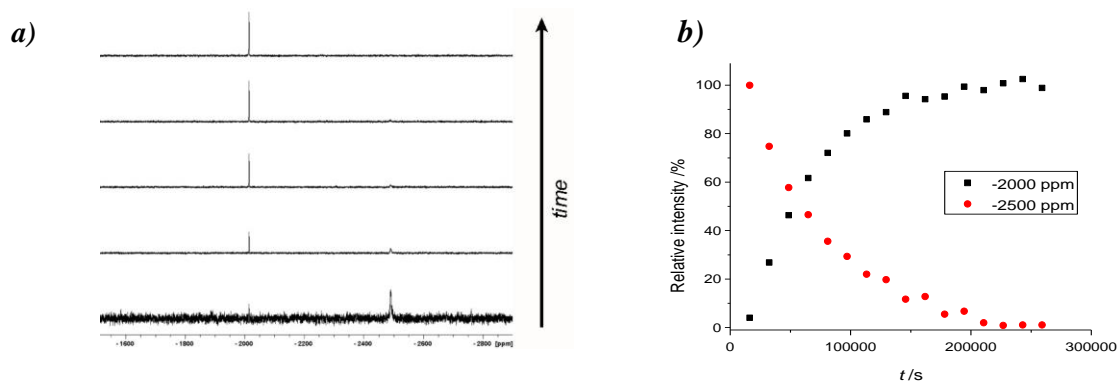 a)
-1600 -1800 -2000 -2200 -2400 -2600 -2800 [ppm]
time
b)
100
80
60
40
20
0
Relative intensity /%
-2000 ppm
-2500 ppm
0 100000 200000 300000
t /s